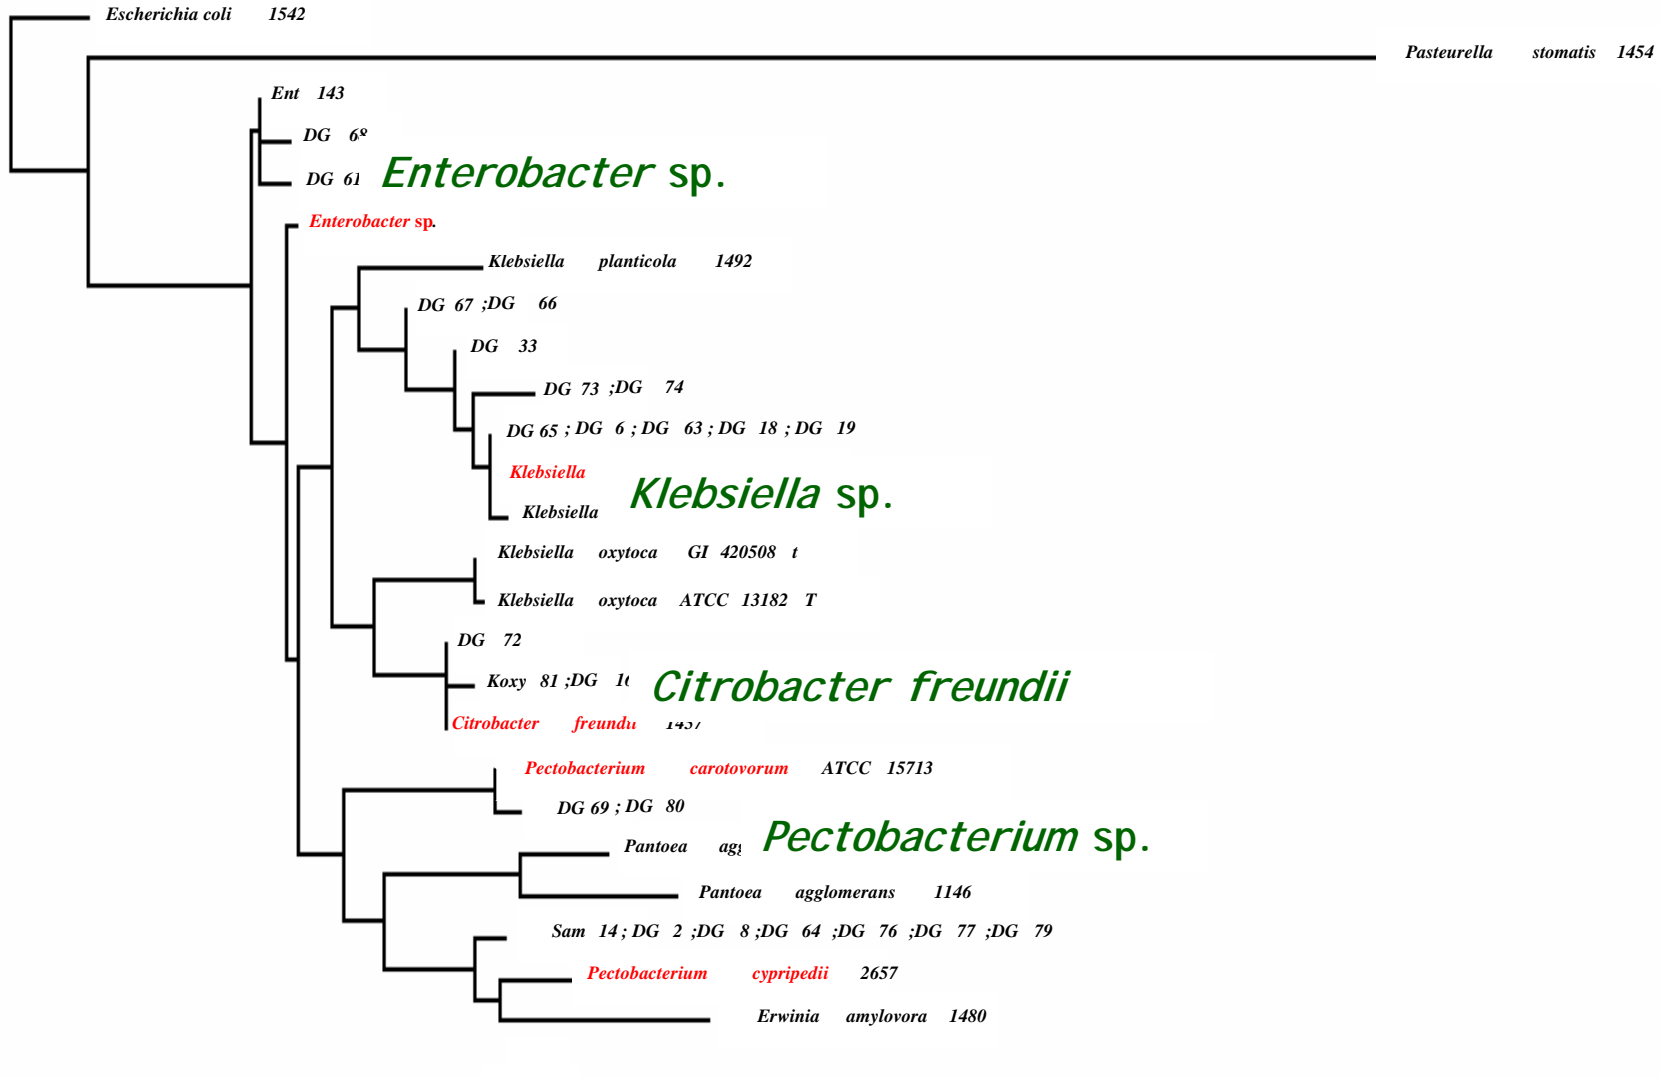 Escherichia coli 1542
Pasteurella stomatis 1454
Ent 143
DG
DG 61
Enterobacter sp.
Enterobacter sp.
Klebsiella planticola 1492
DG 67 ;DG 66
DG 33
DG 73 ;DG 74
DG 65 ; DG 6 ; DG 63 ; DG 18 ; DG 19
Klebsiella
Klebsiella sp.
Klebsiella
Klebsiella oxytoca GI 420508 t
Klebsiella oxytoca ATCC 13182 T
DG 72
Koxy 81 ;DG
Citrobacter freundii
Citrobacter freundii
Pectobacterium carotovorum ATCC 15713
DG 69 ; DG 80
Pectobacterium sp.
Pantoea
Pantoea agglomerans 1146
Sam 14 ; DG 2 ;DG 8 ;DG 64 ;DG 76 ;DG 77 ;DG 79
Pectobacterium cypripedii 2657
Erwinia amylovora 1480